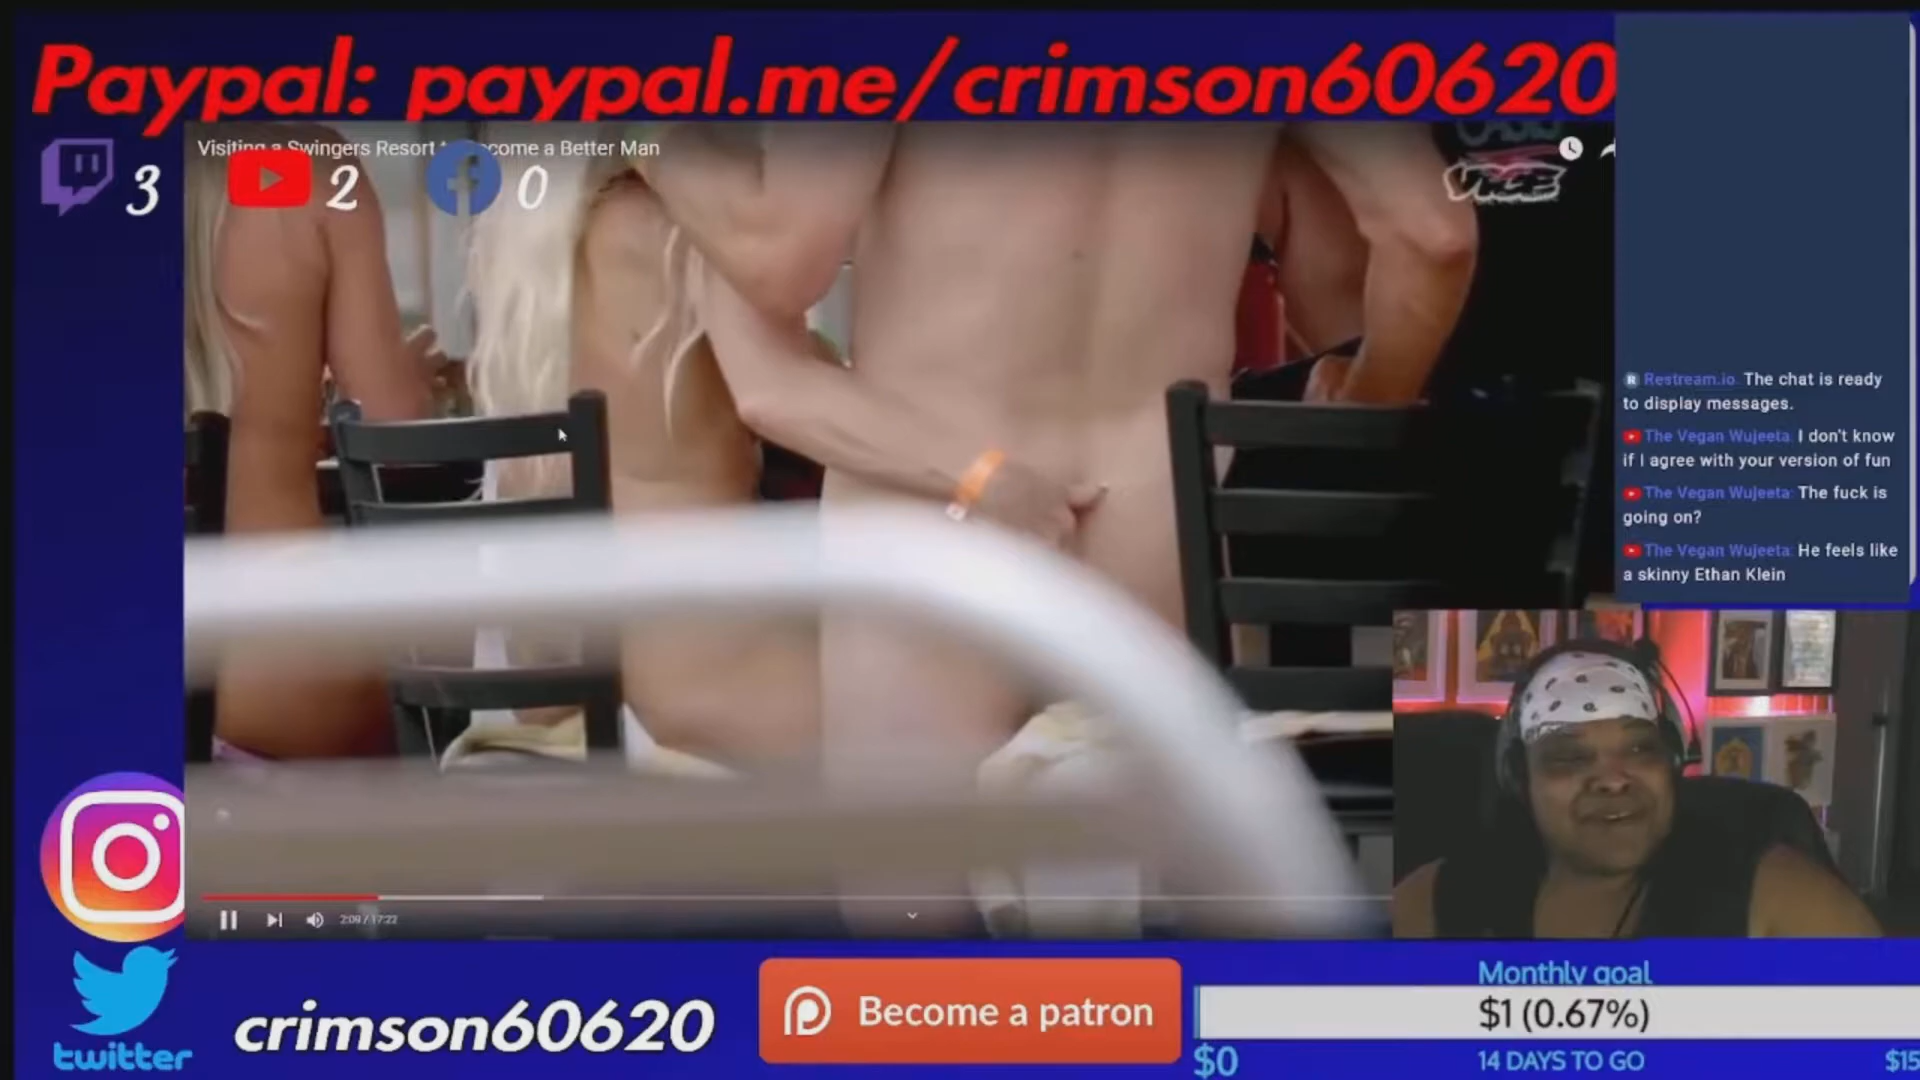 Paypal: paypal.me/crimson60620
Visiting a Swingers Resort to Become a Better Man
VICE
3
2
0
Restream.io: The chat is ready
to display messages.
The Vegan Wujeeta: I don't know
if I agree with your version of fun
The Vegan Wujeeta: The fuck is
going on?
The Vegan Wujeeta: He feels like
a skinny Ethan Klein
2:09 / 17:22
twitter
crimson60620
Become a patron
Monthly goal
$1 (0.67%)
$0
14 DAYS TO GO
$15